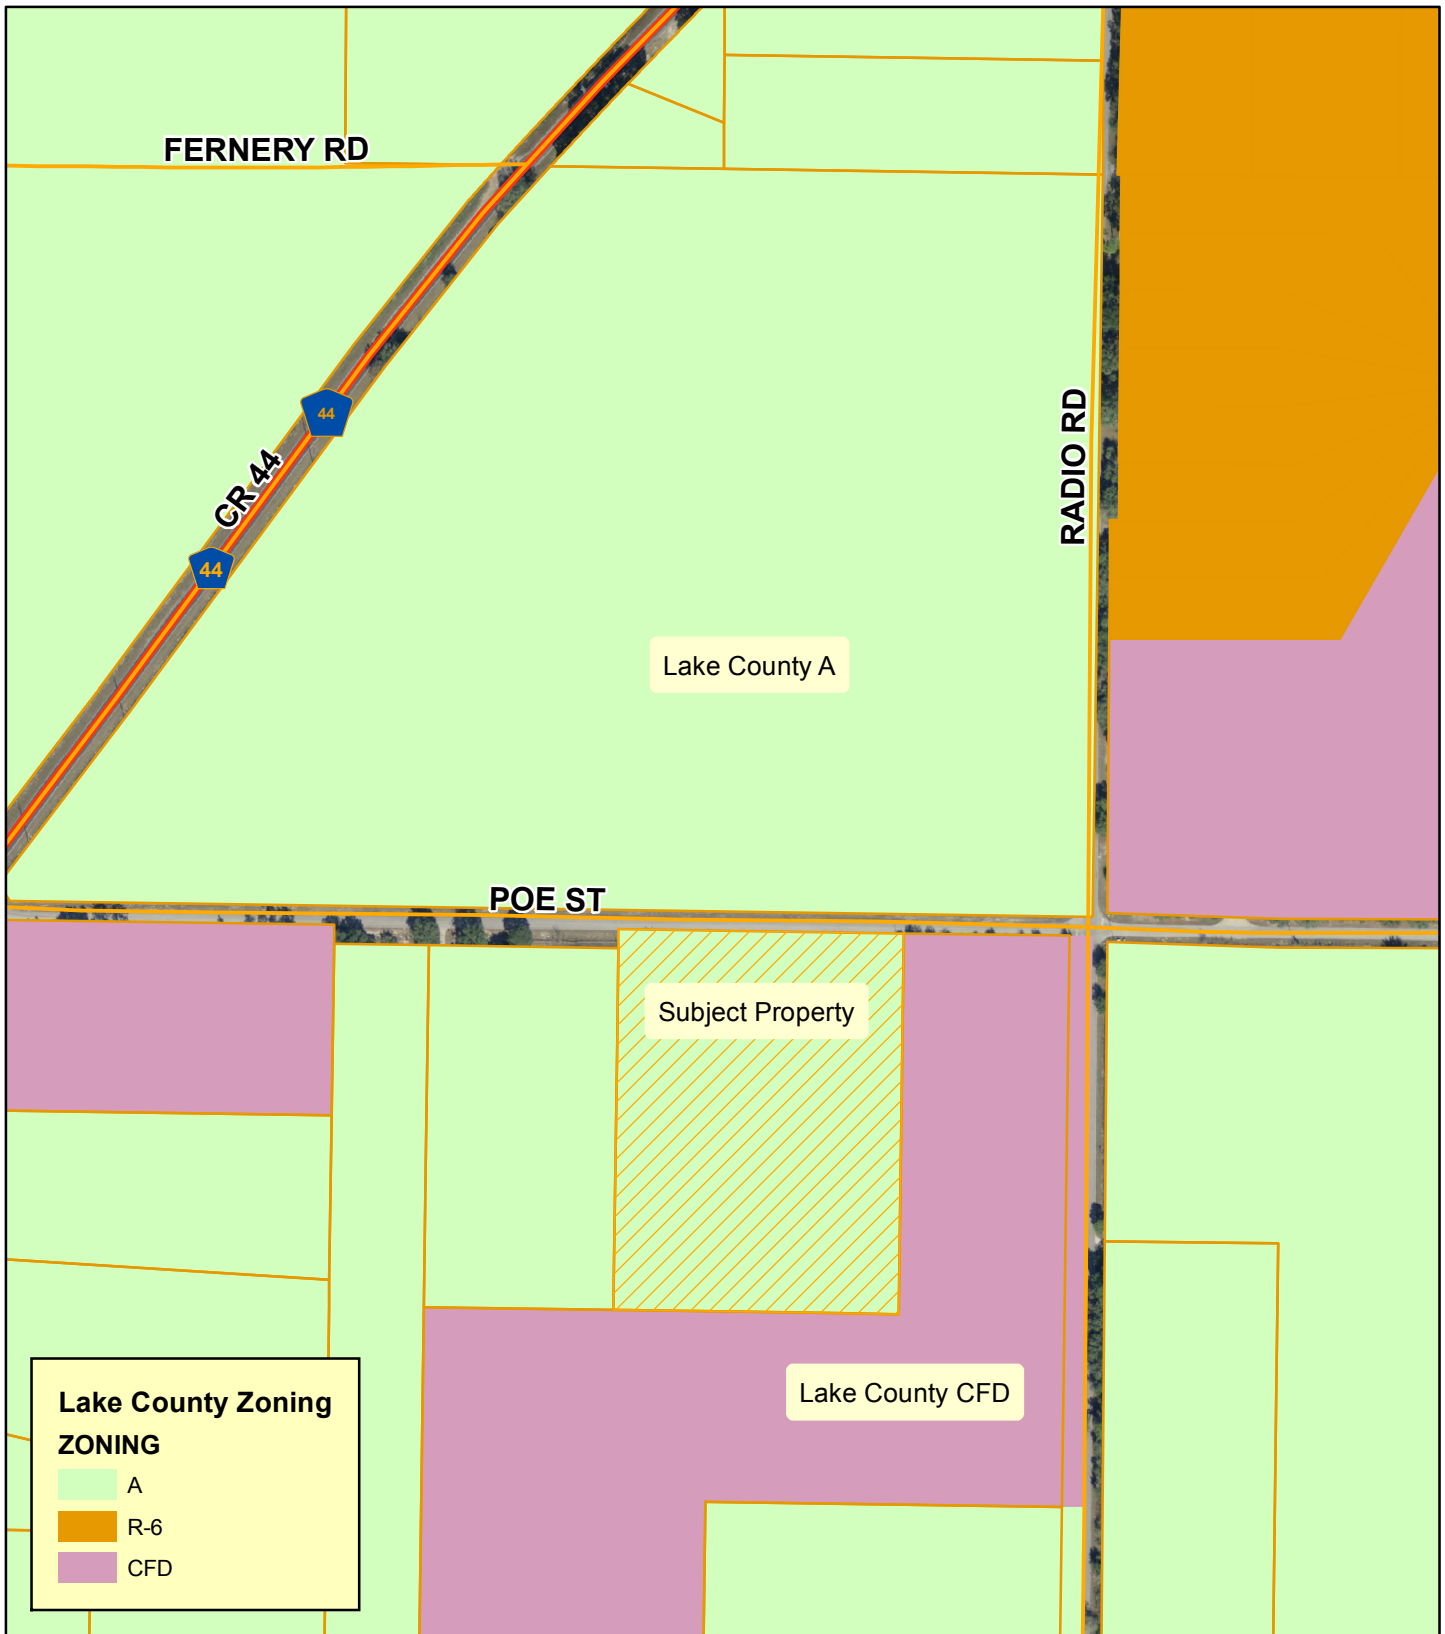 FERNERY RD
44
CR 44
44
RADIO RD
Lake County A
POE ST
Subject Property
Lake County CFD
Lake County Zoning
ZONING
A
R-6
CFD